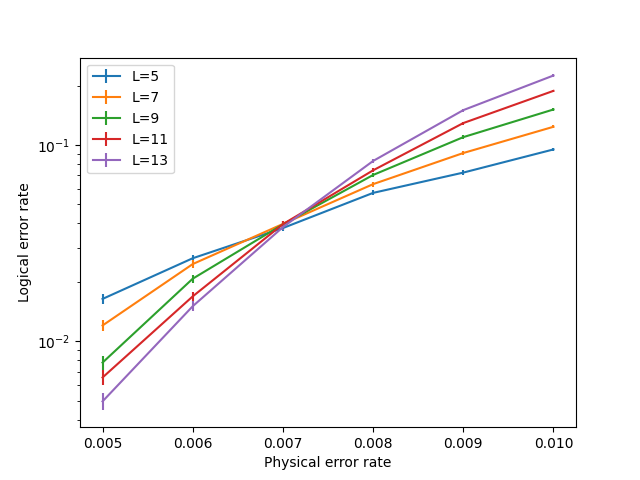 L=5
L=7
L=9
L=11
L=13
10⁻¹
10⁻²
Logical error rate
0.005 0.006 0.007 0.008 0.009 0.010
Physical error rate